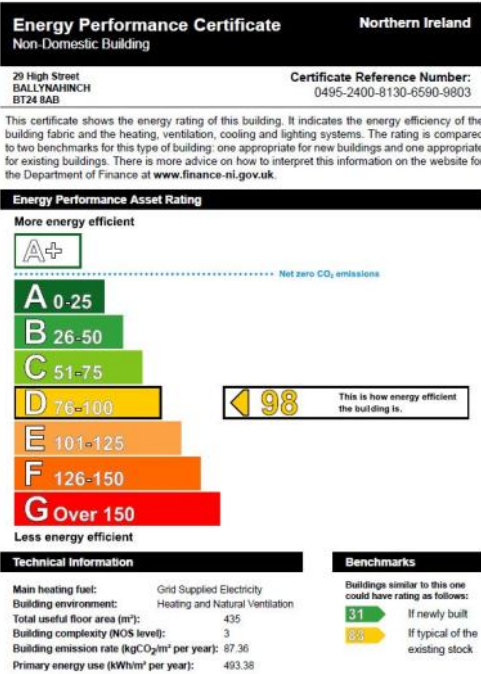 Energy Performance Certificate
Northern Ireland
Non-Domestic Building
29 High Street
BALLYNAHINCH
BT24 8AB
Certificate Reference Number:
0495-2400-8130-6590-9803
This certificate shows the energy rating of this building. It indicates the energy efficiency of the
building fabric and the heating, ventilation, cooling and lighting systems. The rating is compared
to two benchmarks for this type of building: one appropriate for new buildings and one appropriate
for existing buildings. There is more advice on how to interpret this information on the website for
the Department of Finance at www.finance-ni.gov.uk.
Energy Performance Asset Rating
More energy efficient
A+
Net zero CO₂ emissions
A 0-25
B 26-50
C 51-75
D 76-100
98
This is how energy efficient
the building is.
E 101-125
F 126-150
G Over 150
Less energy efficient
Technical Information
Main heating fuel: Grid Supplied Electricity
Building environment: Heating and Natural Ventilation
Total useful floor area (m²): 435
Building complexity (NOS level): 3
Building emission rate (kgCO₂/m² per year): 87.36
Primary energy use (kWh/m² per year): 493.38
Benchmarks
Buildings similar to this one
could have rating as follows:
31 If newly built
83 If typical of the
existing stock